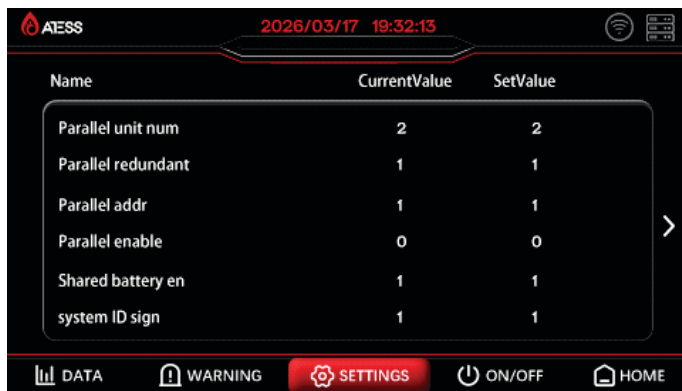 ATESS 2026/03/17 19:32:13
Name CurrentValue SetValue
Parallel unit num 2 2
Parallel redundant 1 1
Parallel addr 1 1
Parallel enable 0 0
Shared battery en 1 1
system ID sign 1 1
DATA WARNING SETTINGS ON/OFF HOME